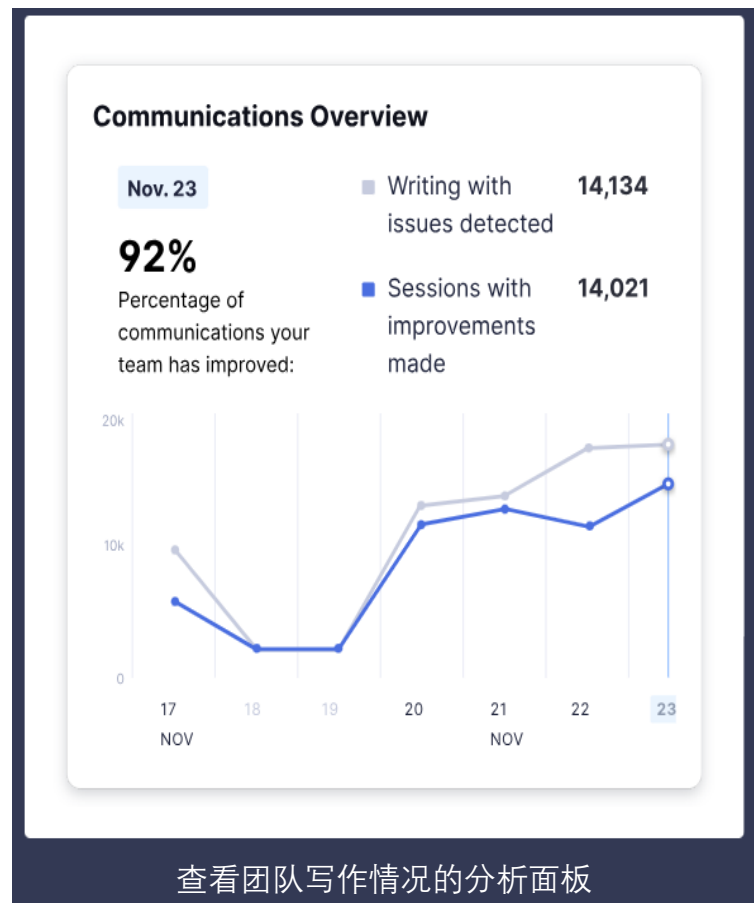 Communications Overview
Nov. 23
92%
Percentage of
communications your
team has improved:
Writing with 14,134
issues detected
Sessions with 14,021
improvements
made
20k
10k
0
17 18 19 20 21 22 23
NOV NOV
查看团队写作情况的分析面板